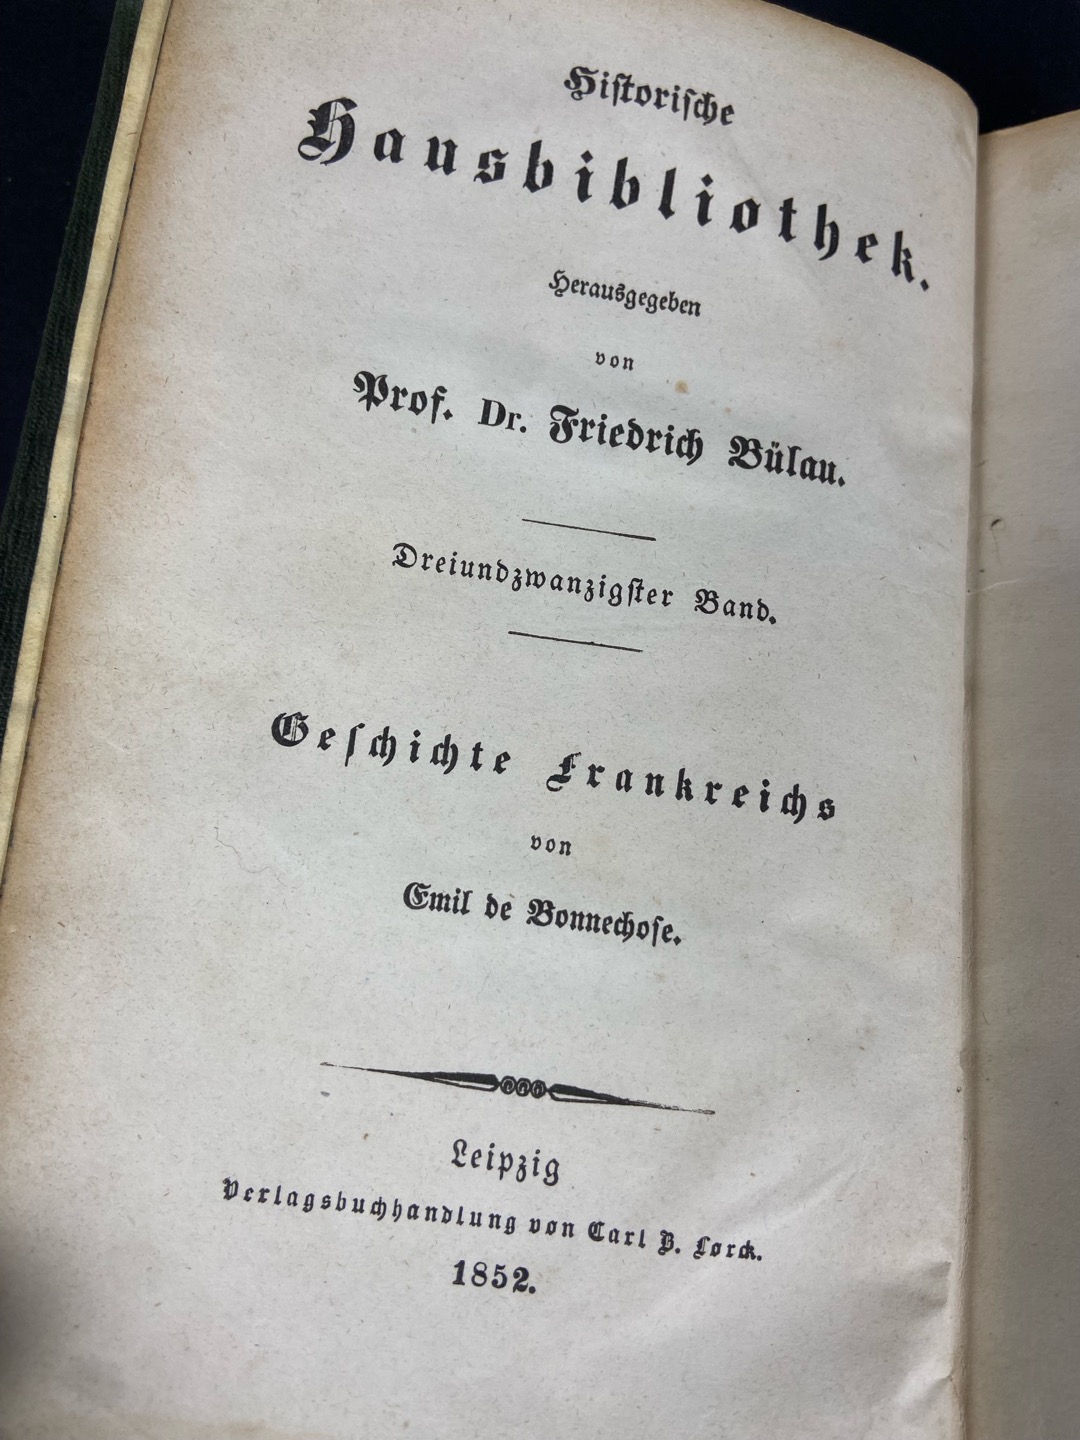 Historische
Hausbibliothek.
Herausgegeben
von
Prof. Dr. Friedrich Bülau.
Dreiundzwanzigster Band.
Geschichte Frankreichs
von
Emil de Bonnechose.
Leipzig
Verlagsbuchhandlung von Carl B. Lorck.
1852.